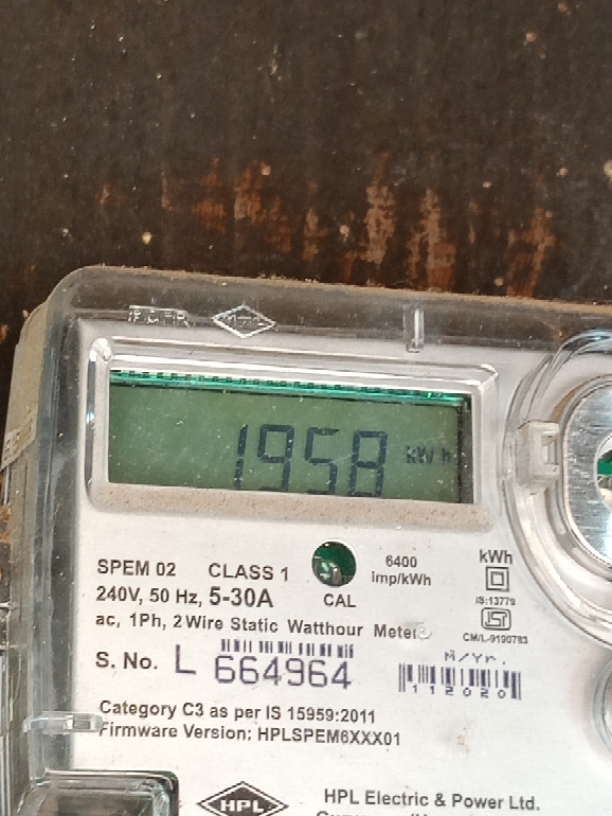 1958 kWh
SPEM 02 CLASS 1
6400 imp/kWh
kWh
240V, 50 Hz, 5-30A
CAL
IS:13779
ac, 1Ph, 2 Wire Static Watthour Meter
CM/L-9190783
S. No. L 664964
M/Yr.
112020
Category C3 as per IS 15959:2011
Firmware Version: HPLSPEM6XXX01
HPL
HPL Electric & Power Ltd.